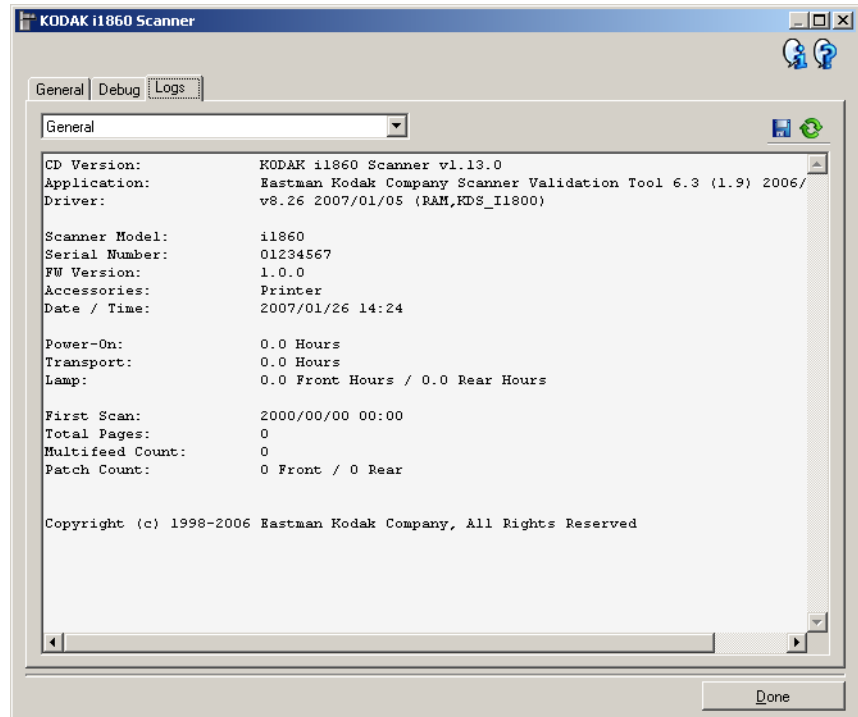 KODAK i1860 Scanner
General Debug Logs
General
CD Version: KODAK i1860 Scanner v1.13.0
Application: Eastman Kodak Company Scanner Validation Tool 6.3 (1.9) 2006/
Driver: v8.26 2007/01/05 (RAM,KDS_I1800)
Scanner Model: i1860
Serial Number: 01234567
FW Version: 1.0.0
Accessories: Printer
Date / Time: 2007/01/26 14:24
Power-On: 0.0 Hours
Transport: 0.0 Hours
Lamp: 0.0 Front Hours / 0.0 Rear Hours
First Scan: 2000/00/00 00:00
Total Pages: 0
Multifeed Count: 0
Patch Count: 0 Front / 0 Rear
Copyright (c) 1998-2006 Eastman Kodak Company, All Rights Reserved
Done